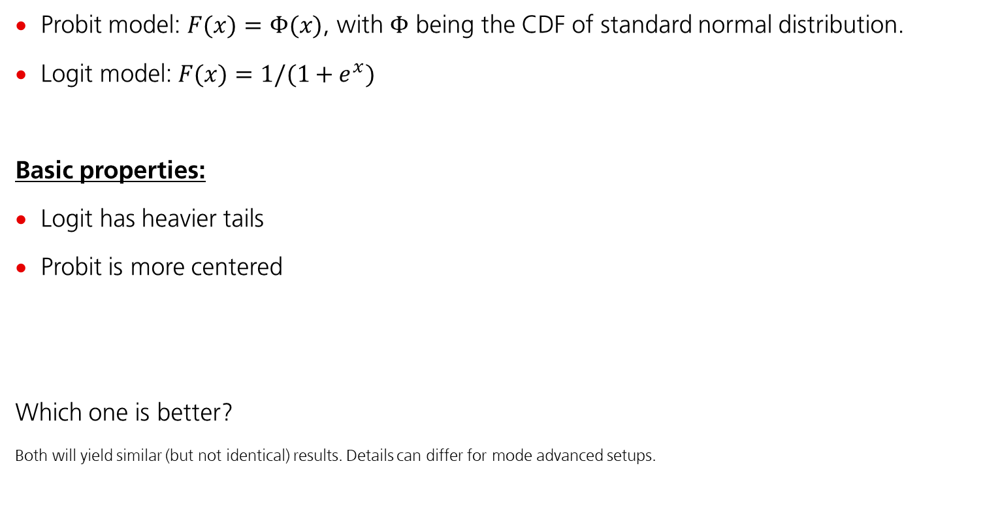 • Probit model: F(x) = Φ(x), with Φ being the CDF of standard normal distribution.
• Logit model: F(x) = 1/(1 + eˣ)
Basic properties:
• Logit has heavier tails
• Probit is more centered
Which one is better?
Both will yield similar (but not identical) results. Details can differ for mode advanced setups.